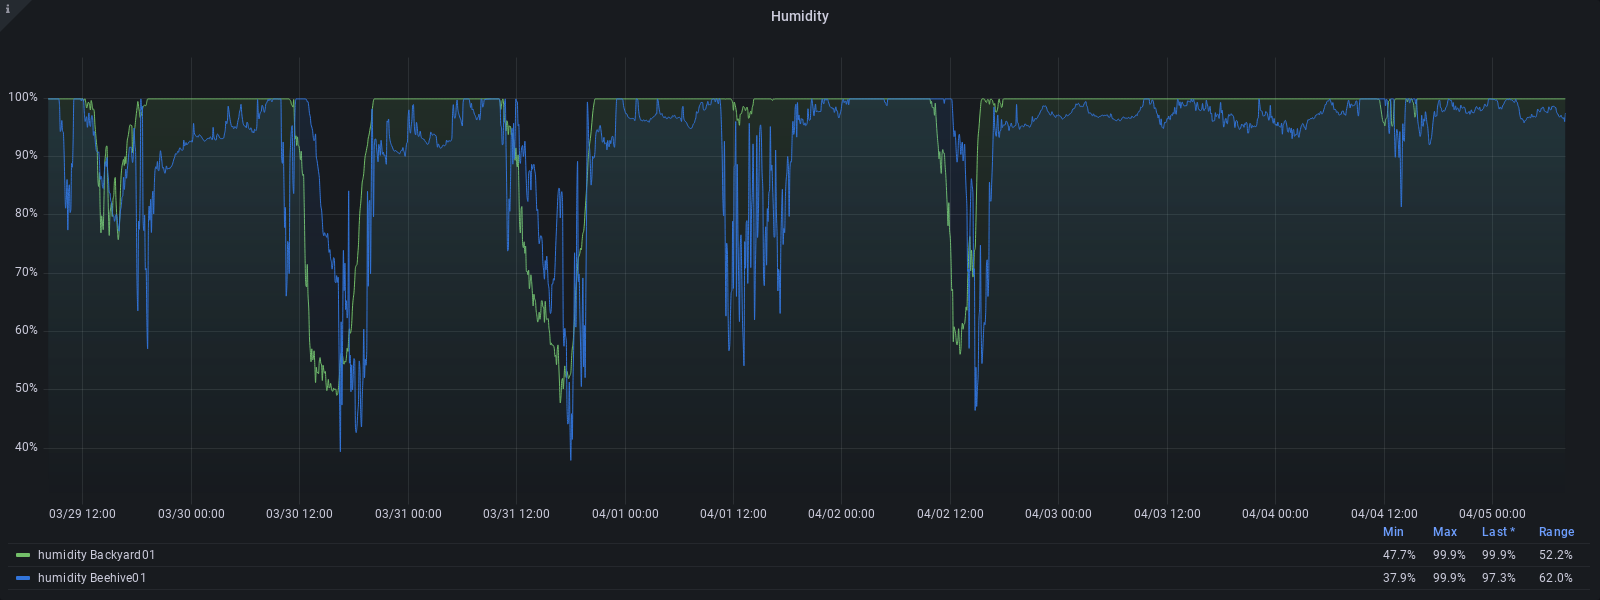 i
Humidity
100%
90%
80%
70%
60%
50%
40%
03/29 12:00 03/30 00:00 03/30 12:00 03/31 00:00 03/31 12:00 04/01 00:00 04/01 12:00 04/02 00:00 04/02 12:00 04/03 00:00 04/03 12:00 04/04 00:00 04/04 12:00 04/05 00:00
Min Max Last * Range
humidity Backyard01 47.7% 99.9% 99.9% 52.2%
humidity Beehive01 37.9% 99.9% 97.3% 62.0%